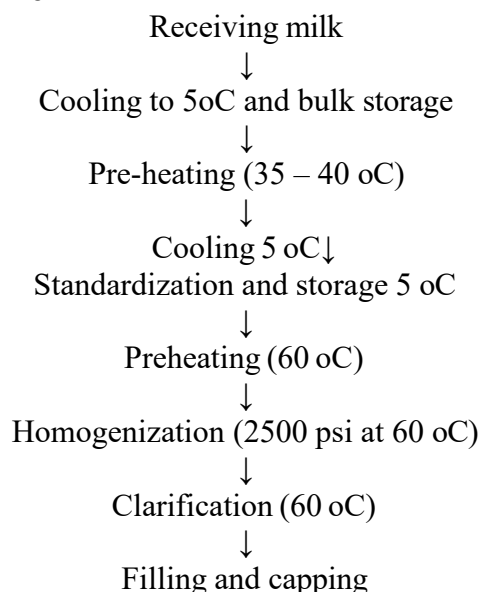 Receiving milk
↓
Cooling to 5oC and bulk storage
↓
Pre-heating (35 – 40 oC)
↓
Cooling 5 oC↓
Standardization and storage 5 oC
↓
Preheating (60 oC)
↓
Homogenization (2500 psi at 60 oC)
↓
Clarification (60 oC)
↓
Filling and capping